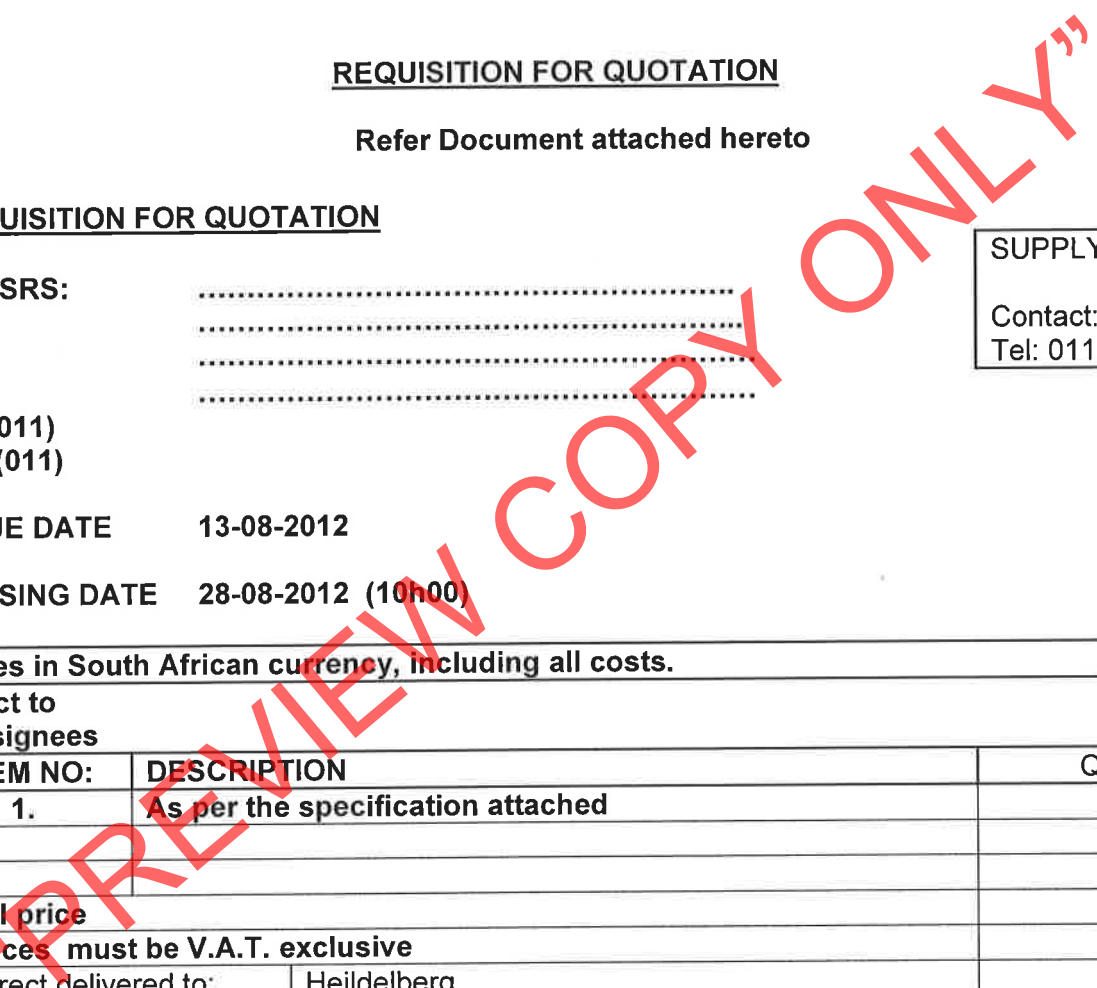 REQUISITION FOR QUOTATION
Refer Document attached hereto
UISITION FOR QUOTATION
SRS: ........................................................................
........................................................................
........................................................................
........................................................................
SUPPLY
Contact:
Tel: 011
011)
(011)
UE DATE 13-08-2012
SING DATE 28-08-2012 (10h00)
es in South African currency, including all costs.
ct to
signees
EM NO: DESCRIPTION Q
1. As per the specification attached
l price
ces must be V.A.T. exclusive
rect delivered to: Heildelberg
"PREVIEW COPY ONLY"